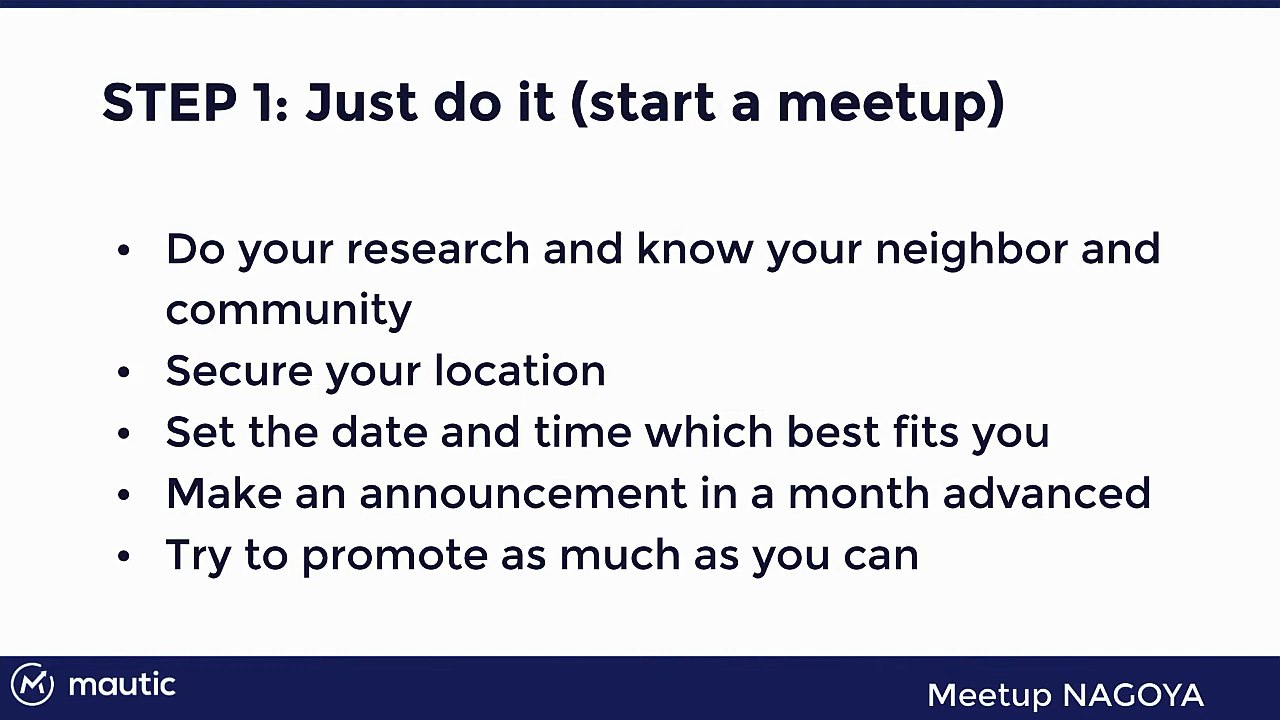 STEP 1: Just do it (start a meetup)
• Do your research and know your neighbor and
community
• Secure your location
• Set the date and time which best fits you
• Make an announcement in a month advanced
• Try to promote as much as you can
mautic
Meetup NAGOYA